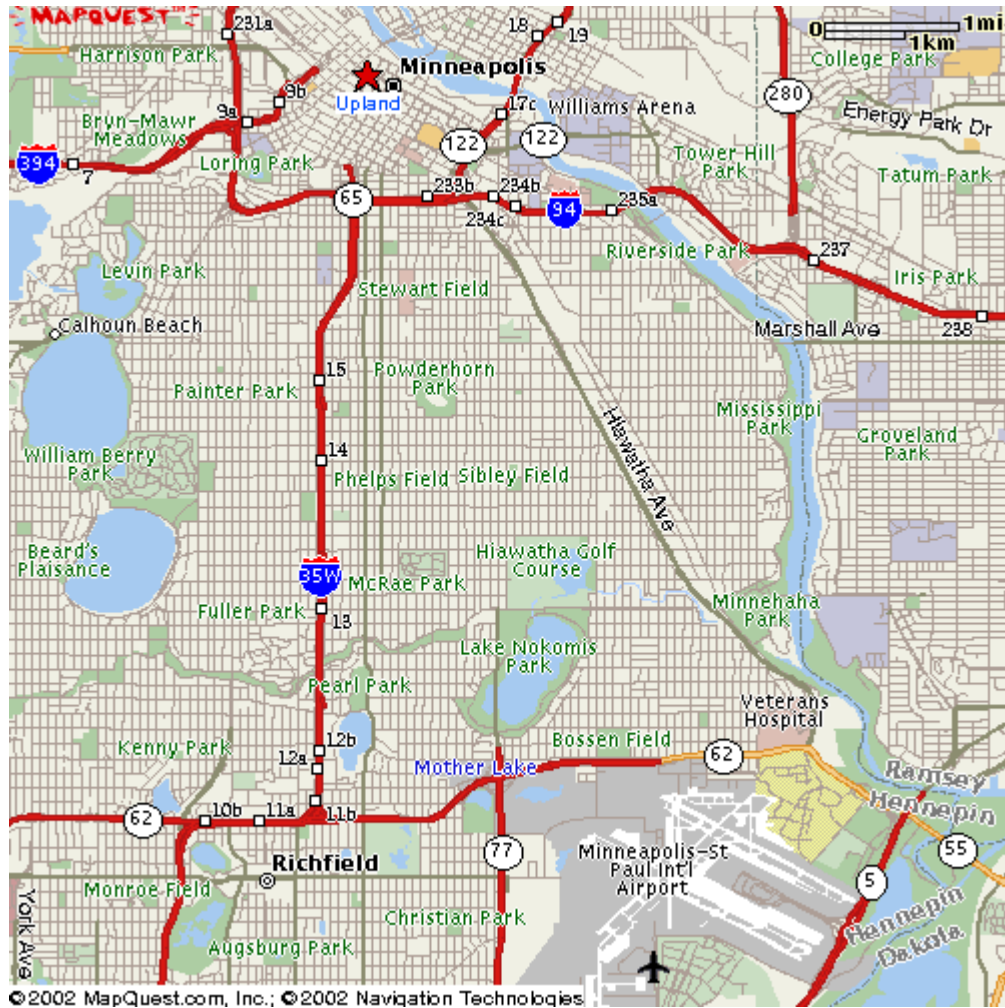 MAPQUEST
231a
18
19
0 1mi
1km
Harrison Park
Minneapolis
College Park
9b
Upland
280
9a
17c
Williams Arena
Energy Park Dr
Bryn-Mawr
Meadows
122
122
394
7
Loring Park
Tower Hill
Park
Tatum Park
65
233b
234b
234c
94
235a
Riverside Park
237
Levin Park
Iris Park
Stewart Field
Calhoun Beach
Marshall Ave
238
15
Powderhorn
Park
Painter Park
Mississippi
Park
Hiawatha Ave
Groveland
Park
14
William Berry
Park
Phelps Field
Sibley Field
Beard's
Plaisance
Hiawatha Golf
Course
35W
McRae Park
Fuller Park
13
Minnehaha
Park
Lake Nokomis
Park
Pearl Park
Veterans
Hospital
Kenny Park
12b
Bossen Field
12a
Mother Lake
62
Ramsey
Hennepin
62
10b
11a
11b
77
Minneapolis-St
Paul Int'l
Airport
55
Richfield
5
Monroe Field
York Ave
Christian Park
Hennepin
Dakota
Augsburg Park
©2002 MapQuest.com, Inc.; ©2002 Navigation Technologies